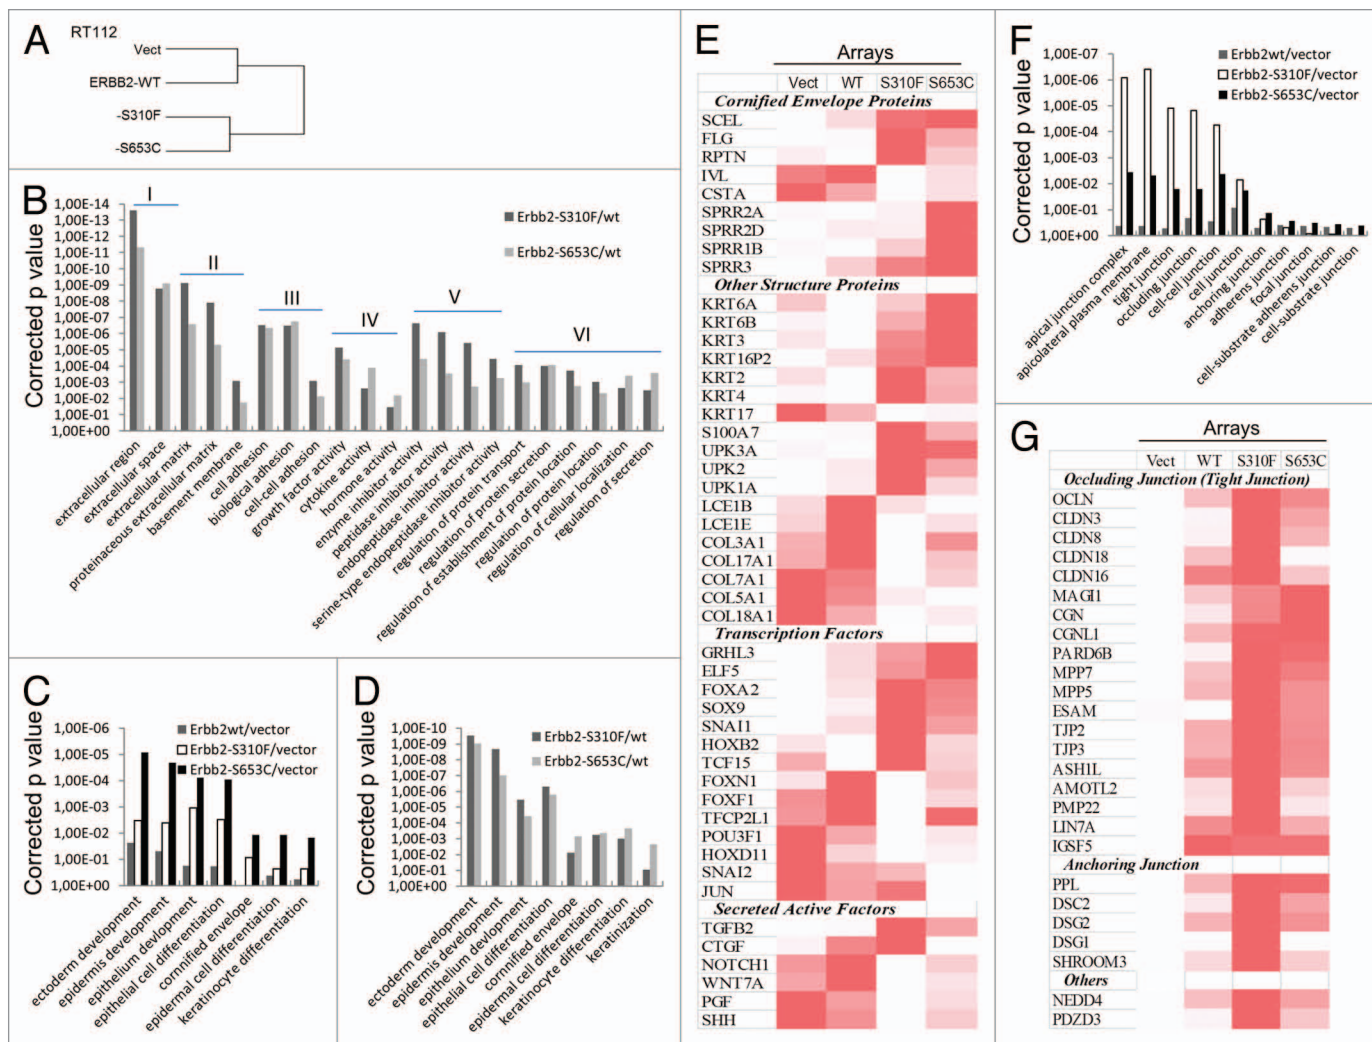 A
RT112
Vect
ERBB2-WT
-S310F
-S653C
B
Corrected p value
1,00E-14
1,00E-13
1,00E-12
1,00E-11
1,00E-10
1,00E-09
1,00E-08
1,00E-07
1,00E-06
1,00E-05
1,00E-04
1,00E-03
1,00E-02
1,00E-01
1,00E+00
I
II
III
IV
V
VI
Erbb2-S310F/wt
Erbb2-S653C/wt
extracellular region
extracellular space
extracellular matrix
proteinaceous extracellular matrix
basement membrane
cell adhesion
biological adhesion
cell-cell adhesion
growth factor activity
cytokine activity
hormone activity
enzyme inhibitor activity
peptidase inhibitor activity
endopeptidase inhibitor activity
serine-type endopeptidase inhibitor activity
regulation of protein transport
regulation of protein secretion
regulation of establishment of protein location
regulation of protein location
regulation of cellular localization
regulation of secretion
C
Corrected p value
1,00E-06
1,00E-05
1,00E-04
1,00E-03
1,00E-02
1,00E-01
1,00E+00
Erbb2wt/vector
Erbb2-S310F/vector
Erbb2-S653C/vector
ectoderm development
epidermis development
epithelium development
epithelial cell differentiation
cornnified envelope
epidermal cell differentiation
keratinocyte differentiation
D
Corrected p value
1,00E-10
1,00E-09
1,00E-08
1,00E-07
1,00E-06
1,00E-05
1,00E-04
1,00E-03
1,00E-02
1,00E-01
1,00E+00
Erbb2-S310F/wt
Erbb2-S653C/wt
ectoderm development
epidermis development
epithelial cell differentiation
cornnified envelope
epidermal cell differentiation
keratinocyte differentiation
keratinization
E
Arrays
Vect WT S310F S653C
Cornified Envelope Proteins
SCEL
FLG
RPTN
IVL
CSTA
SPRR2A
SPRR2D
SPRR1B
SPRR3
Other Structure Proteins
KRT6A
KRT6B
KRT3
KRT16P2
KRT2
KRT4
KRT17
S100A7
UPK3A
UPK2
UPK1A
LCE1B
LCE1E
COL3A1
COL17A1
COL7A1
COL5A1
COL18A1
Transcription Factors
GRHL3
ELF5
FOXA2
SOX9
SNAI1
HOXB2
TCF15
FOXN1
FOXF1
TFCP2L1
POU3F1
HOXD11
SNAI2
JUN
Secreted Active Factors
TGFB2
CTGF
NOTCH1
WNT7A
PGF
SHH
F
Corrected p value
1,00E-07
1,00E-06
1,00E-05
1,00E-04
1,00E-03
1,00E-02
1,00E-01
1,00E+00
Erbb2wt/vector
Erbb2-S310F/vector
Erbb2-S653C/vector
apical junction complex
apicolateral plasma membrane
tight junction
occluding junction
cell-cell junction
cell junction
anchoring junction
adherens junction
focal junction
cell-substrate adherens junction
cell-substrate junction
G
Arrays
Vect WT S310F S653C
Occluding Junction (Tight Junction)
OCLN
CLDN3
CLDN8
CLDN18
CLDN16
MAGI1
CGN
CGNL1
PARD6B
MPP7
MPP5
ESAM
TJP2
TJP3
ASH1L
AMOTL2
PMP22
LIN7A
IGSF5
Anchoring Junction
PPL
DSC2
DSG2
DSG1
SHROOM3
Others
NEDD4
PDZD3